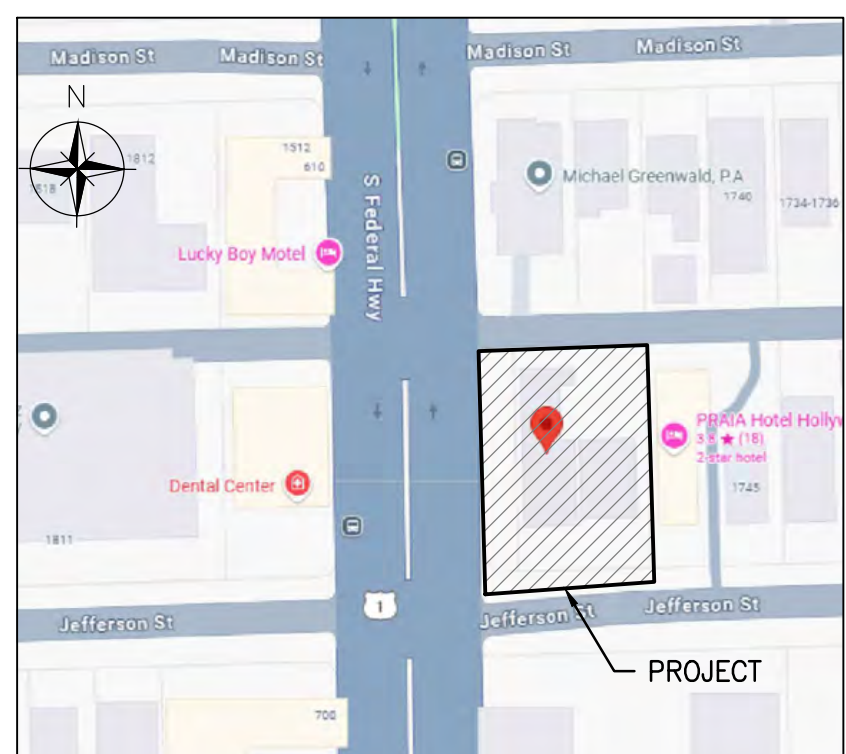 Madison St
Madison St
Madison St
Madison St
N
1812
1518
1512
610
S Federal Hwy
Michael Greenwald, P.A
1740
1734-1736
Lucky Boy Motel
PRAIA Hotel Hollyw
3.8 ★ (18)
2-star hotel
Dental Center
1745
1811
1
Jefferson St
Jefferson St
Jefferson St
PROJECT
700